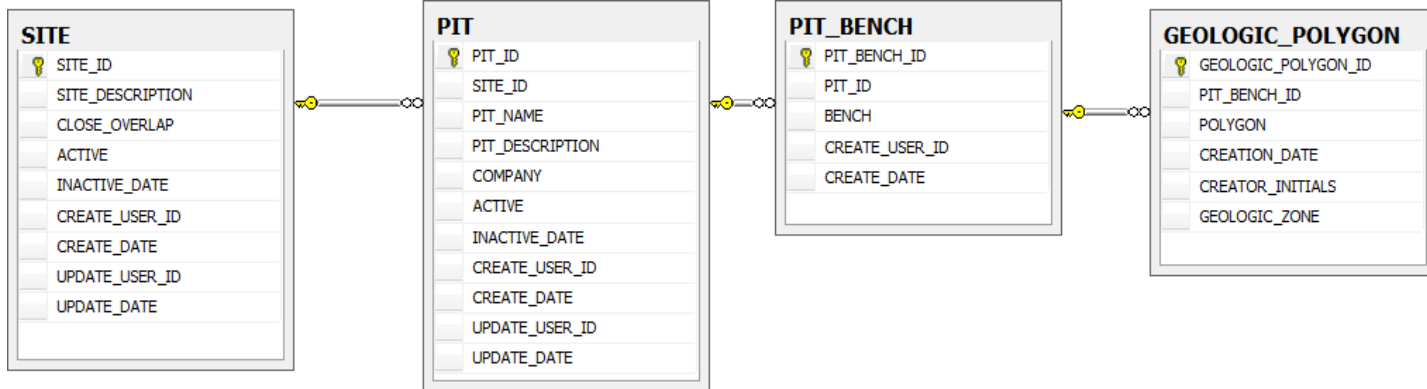 SITE
SITE_ID
SITE_DESCRIPTION
CLOSE_OVERLAP
ACTIVE
INACTIVE_DATE
CREATE_USER_ID
CREATE_DATE
UPDATE_USER_ID
UPDATE_DATE
PIT
PIT_ID
SITE_ID
PIT_NAME
PIT_DESCRIPTION
COMPANY
ACTIVE
INACTIVE_DATE
CREATE_USER_ID
CREATE_DATE
UPDATE_USER_ID
UPDATE_DATE
PIT_BENCH
PIT_BENCH_ID
PIT_ID
BENCH
CREATE_USER_ID
CREATE_DATE
GEOLOGIC_POLYGON
GEOLOGIC_POLYGON_ID
PIT_BENCH_ID
POLYGON
CREATION_DATE
CREATOR_INITIALS
GEOLOGIC_ZONE